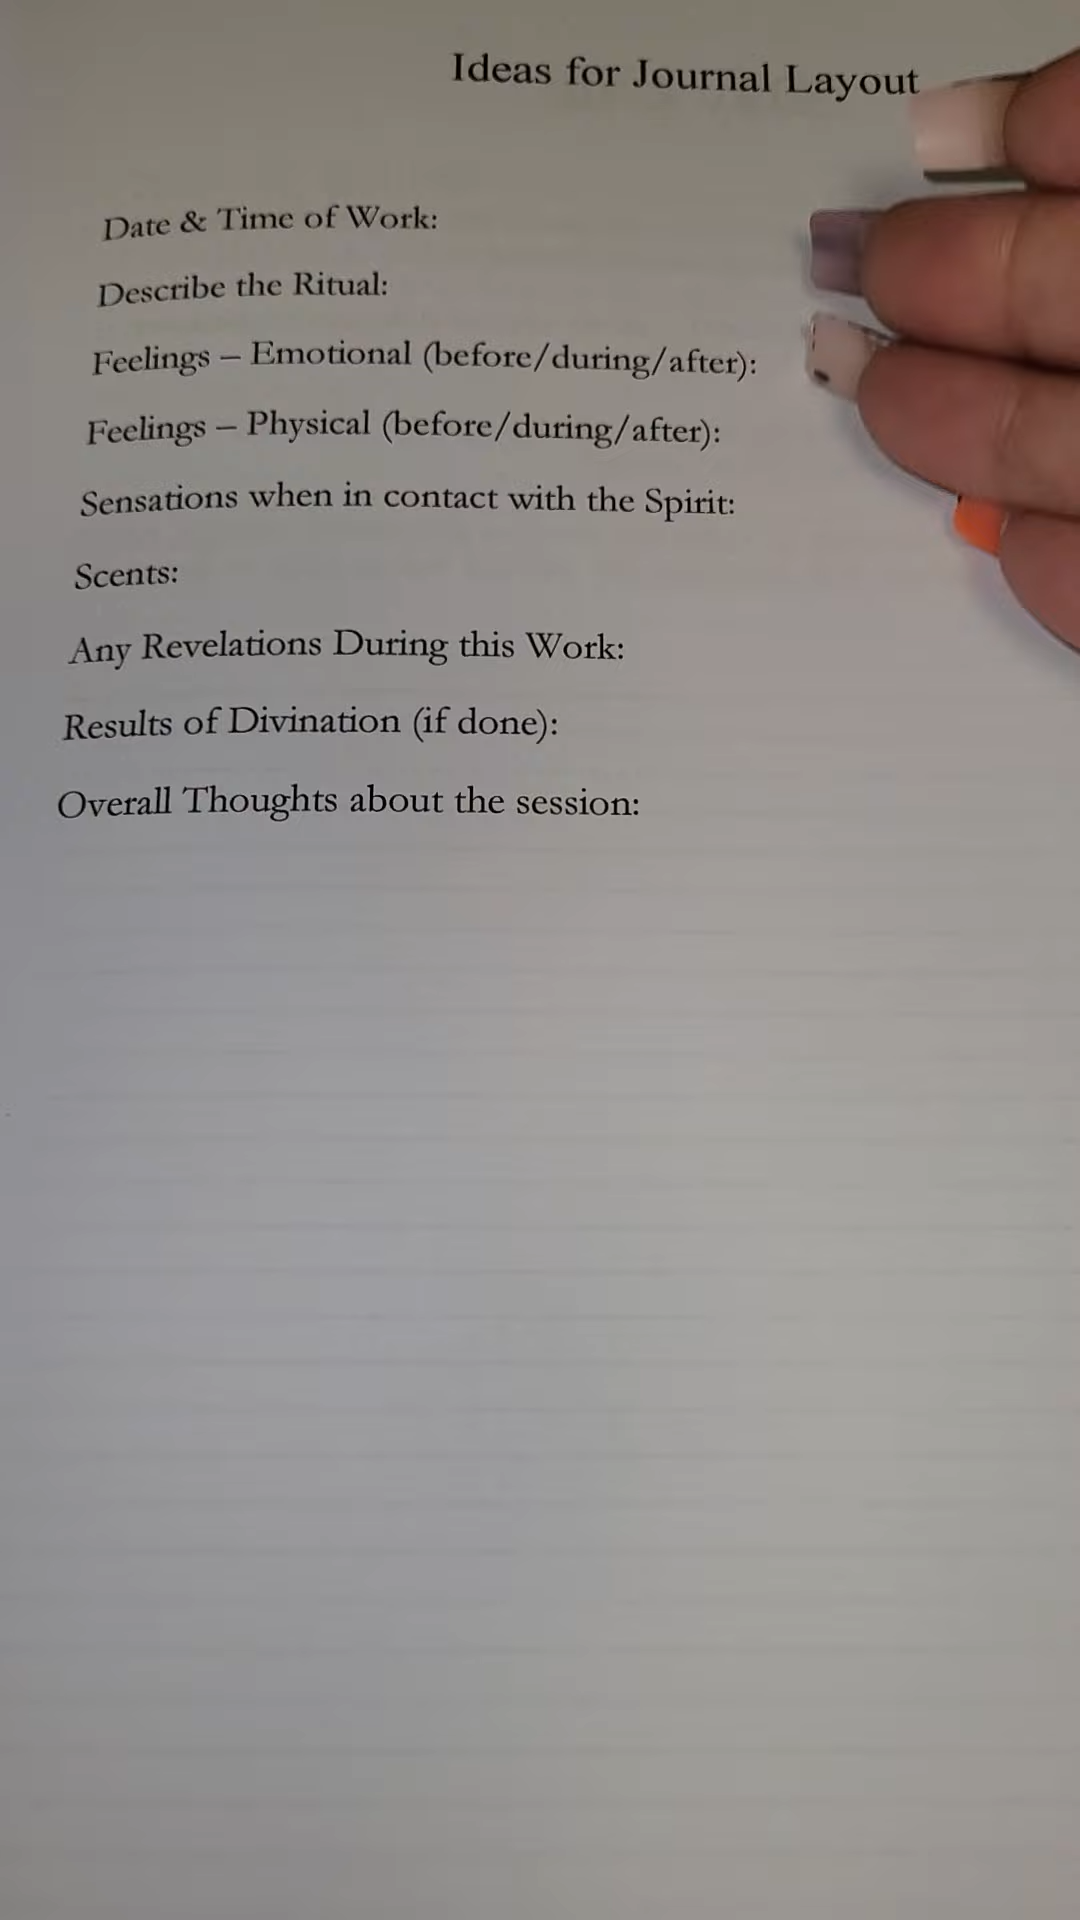 Ideas for Journal Layout
Date & Time of Work:
Describe the Ritual:
Feelings – Emotional (before/during/after):
Feelings – Physical (before/during/after):
Sensations when in contact with the Spirit:
Scents:
Any Revelations During this Work:
Results of Divination (if done):
Overall Thoughts about the session: